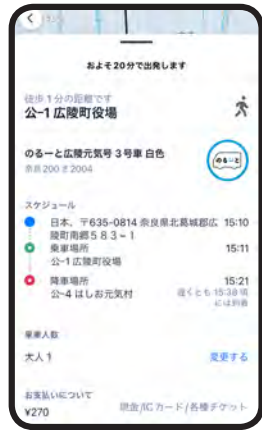 およそ20分で出発します
徒歩1分の距離です
公-1 広陵町役場
のるーと広陵元気号 3号車 白色
奈良200さ2004
のるーと
スケジュール
日本、〒635-0814 奈良県北葛城郡広陵町南郷583-1 15:10
乗車場所 15:11
公-1 広陵町役場
降車場所 15:21
公-4 はしお元気村 遅くとも 15:38 頃
には到着
乗車人数
大人 1 変更する
お支払いについて
¥270 現金/ICカード/各種チケット